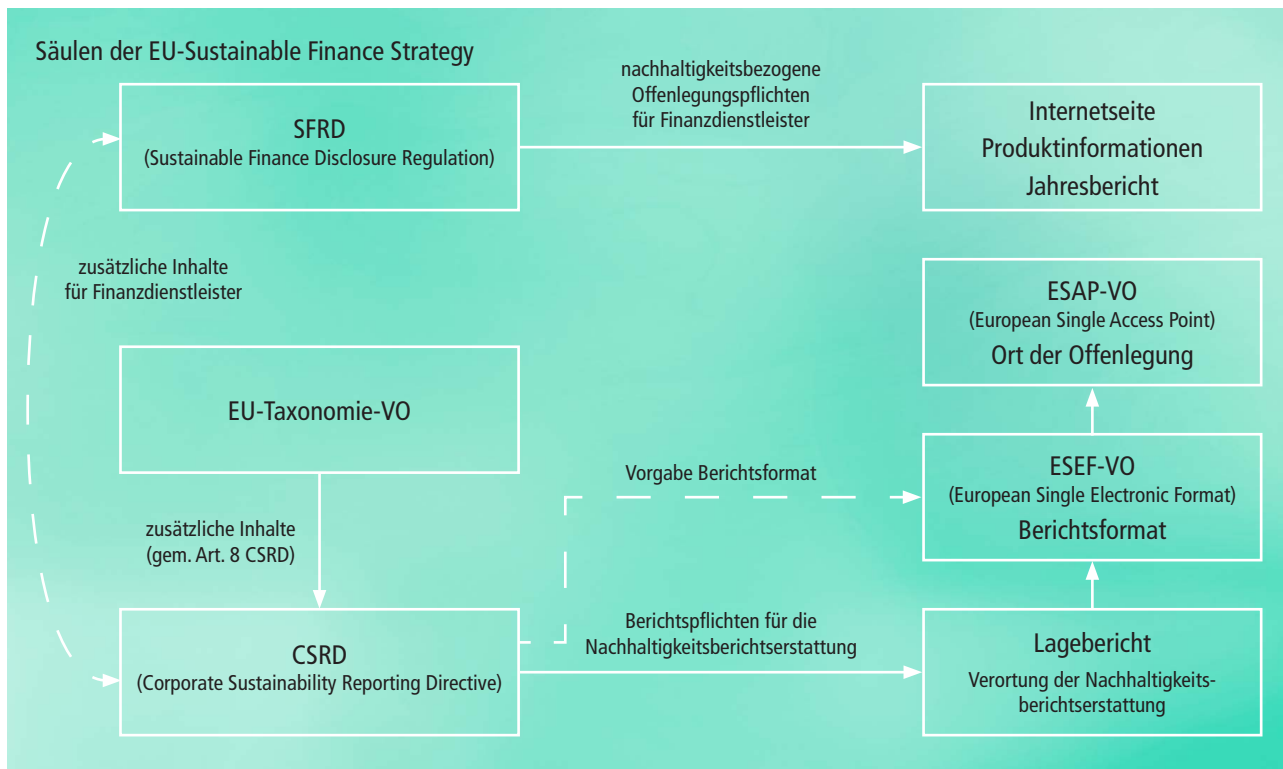 Säulen der EU-Sustainable Finance Strategy
SFRD
(Sustainable Finance Disclosure Regulation)
nachhaltigkeitsbezogene
Offenlegungspflichten
für Finanzdienstleister
Internetseite
Produktinformationen
Jahresbericht
zusätzliche Inhalte
für Finanzdienstleister
ESAP-VO
(European Single Access Point)
Ort der Offenlegung
EU-Taxonomie-VO
Vorgabe Berichtsformat
ESEF-VO
(European Single Electronic Format)
Berichtsformat
zusätzliche Inhalte
(gem. Art. 8 CSRD)
CSRD
(Corporate Sustainability Reporting Directive)
Berichtspflichten für die
Nachhaltigkeitsberichtserstattung
Lagebericht
Verortung der Nachhaltigkeits-
berichtserstattung